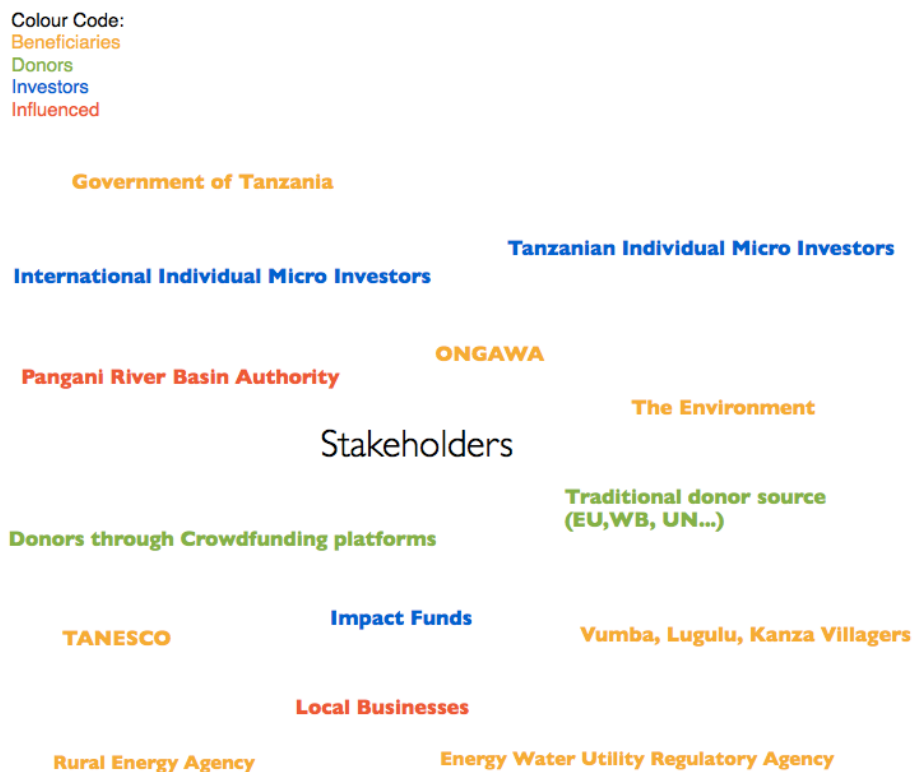 Colour Code:
Beneficiaries
Donors
Investors
Influenced
Government of Tanzania
Tanzanian Individual Micro Investors
International Individual Micro Investors
ONGAWA
Pangani River Basin Authority
The Environment
Stakeholders
Traditional donor source
(EU,WB, UN...)
Donors through Crowdfunding platforms
Impact Funds
TANESCO
Vumba, Lugulu, Kanza Villagers
Local Businesses
Rural Energy Agency
Energy Water Utility Regulatory Agency